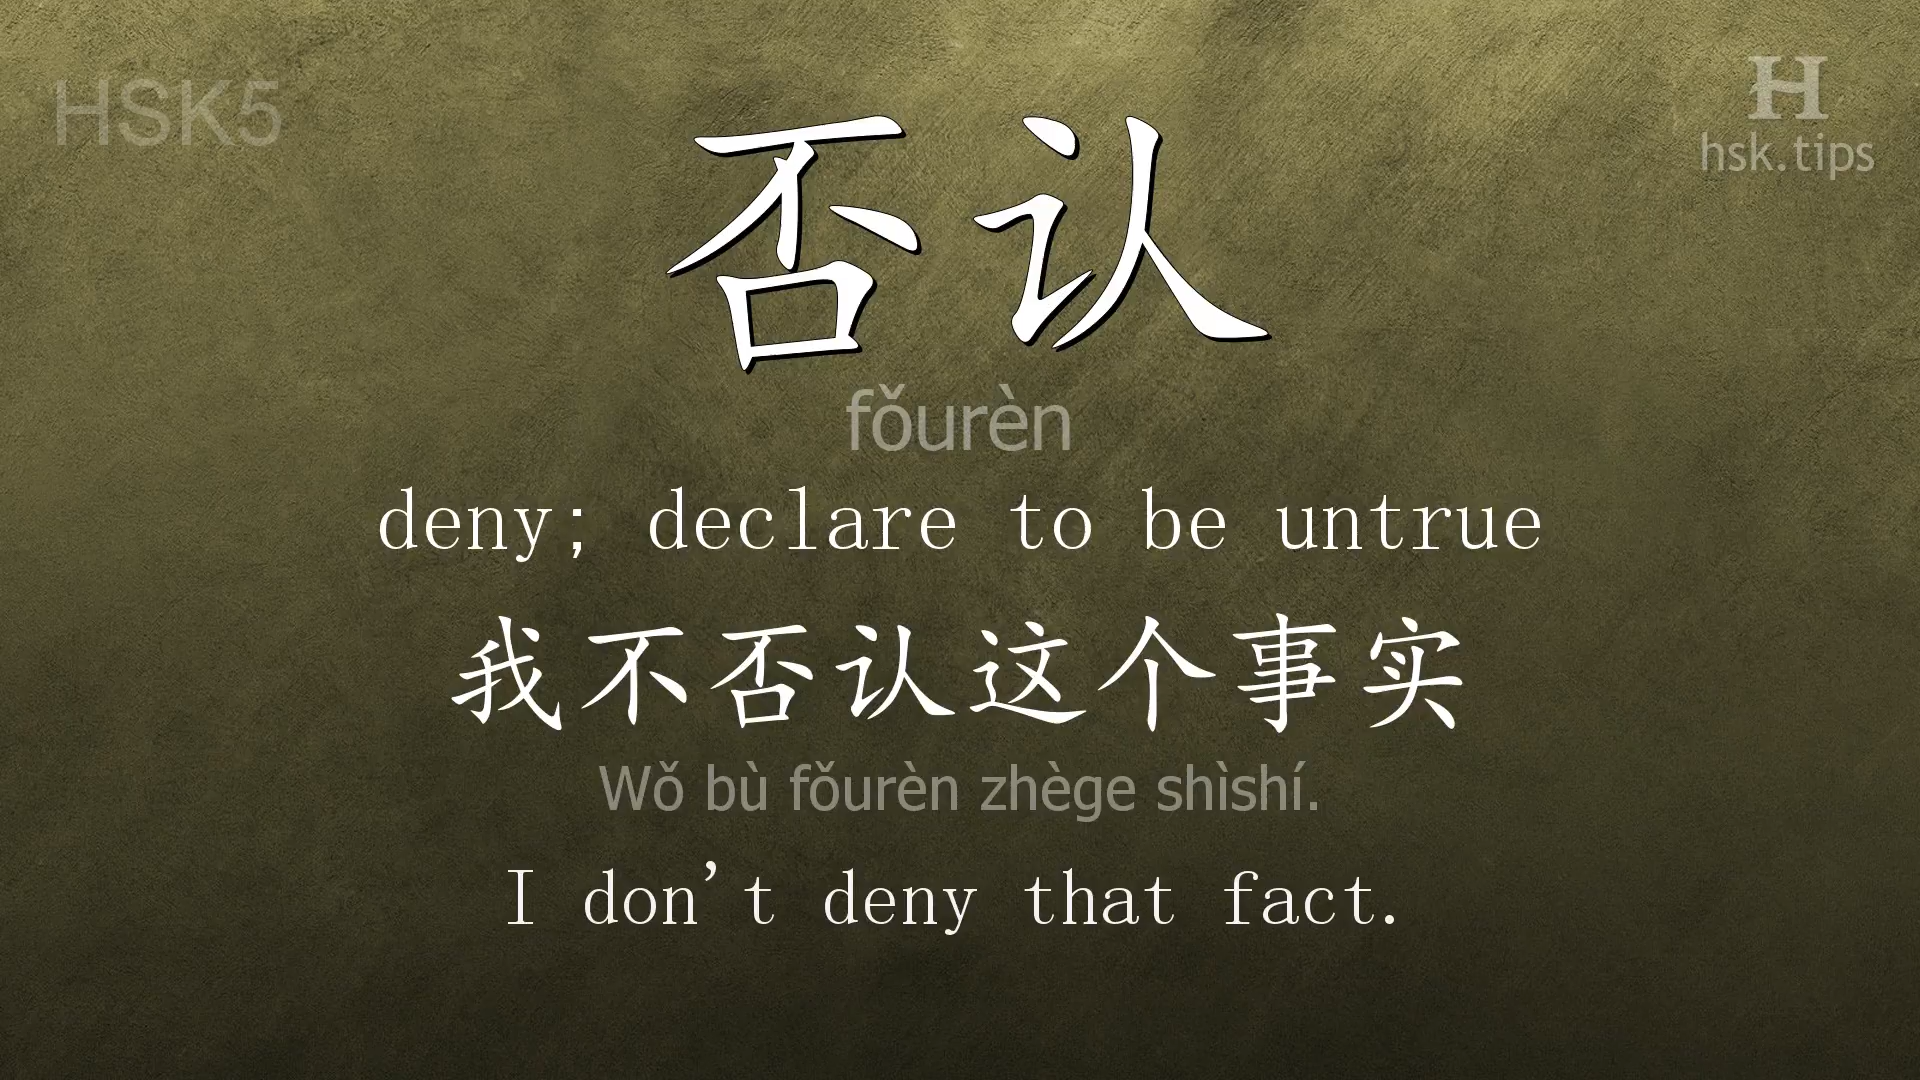 HSK5
H
hsk.tips
否认
fǒurèn
deny; declare to be untrue
我不否认这个事实
Wǒ bù fǒurèn zhège shìshí.
I don't deny that fact.